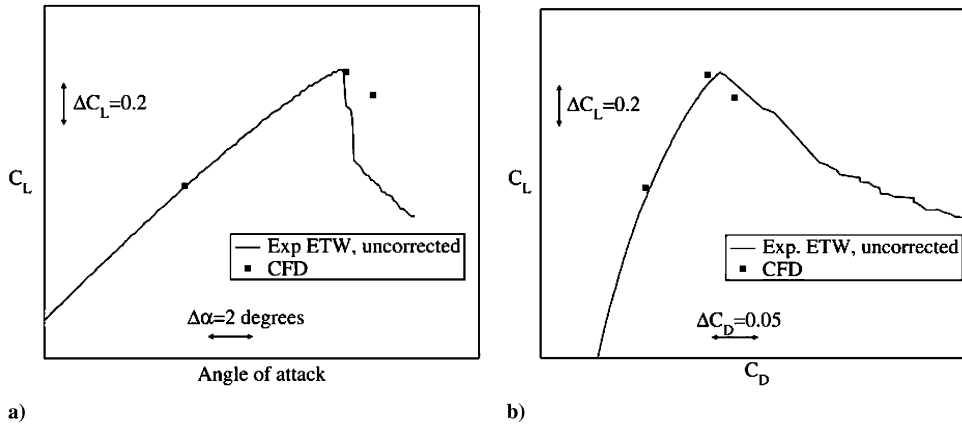 ΔC_L=0.2
C_L
Exp ETW, uncorrected
CFD
Δα=2 degrees
Angle of attack
a)
ΔC_L=0.2
C_L
Exp. ETW, uncorrected
CFD
ΔC_D=0.05
C_D
b)